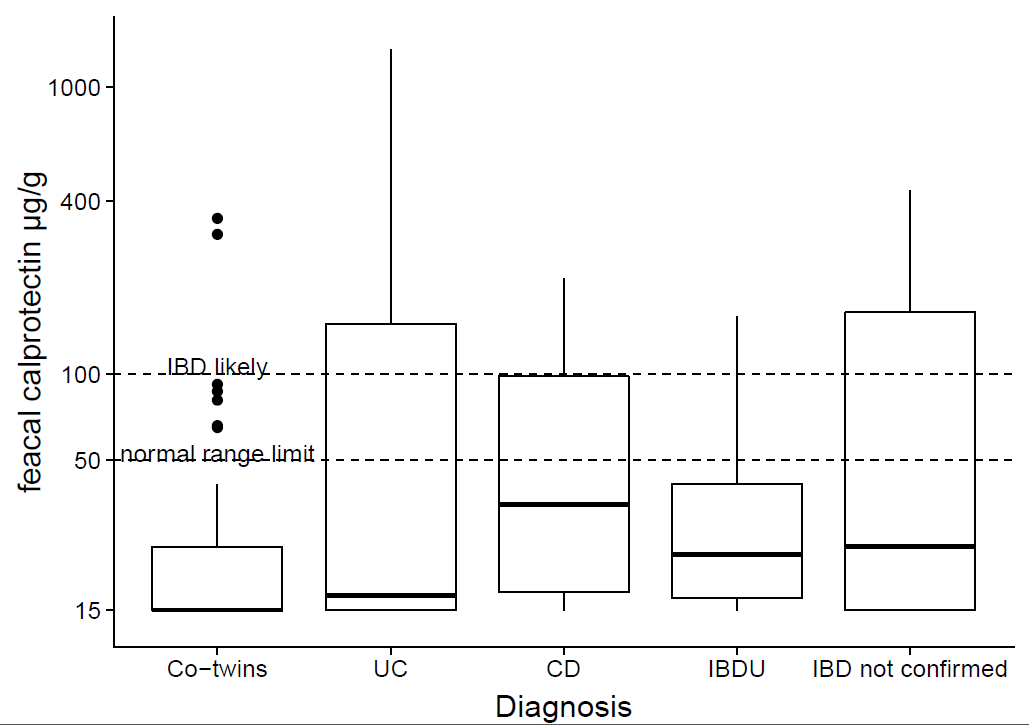 feacal calprotectin µg/g
1000
400
100
50
15
IBD likely
normal range limit
Co−twins
UC
CD
IBDU
IBD not confirmed
Diagnosis